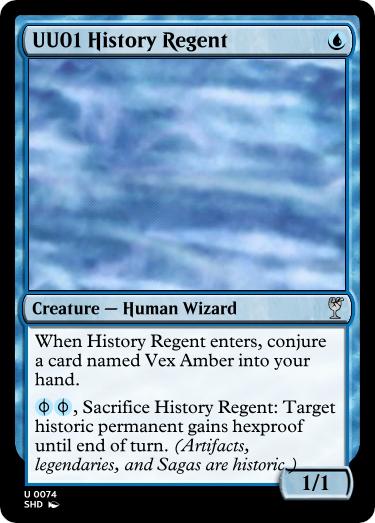 UU01 History Regent
Creature — Human Wizard
When History Regent enters, conjure
a card named Vex Amber into your
hand.
, Sacrifice History Regent: Target
historic permanent gains hexproof
until end of turn. (Artifacts,
legendaries, and Sagas are historic.)
1/1
U 0074
SHD